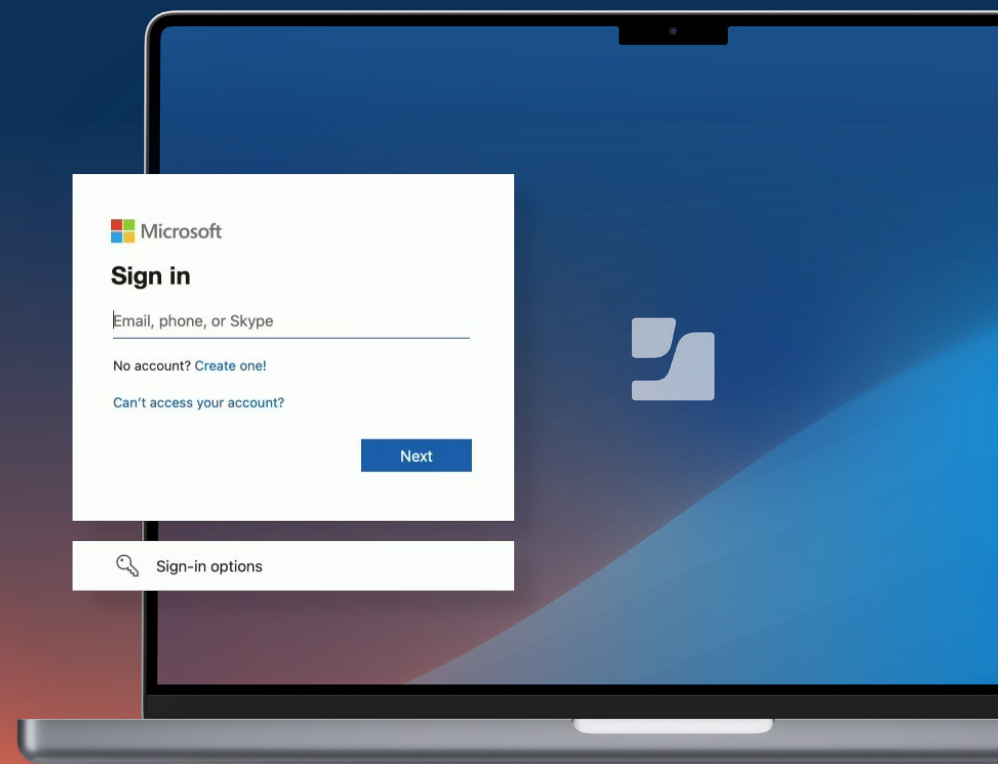 Microsoft
Sign in
Email, phone, or Skype
No account? Create one!
Can't access your account?
Next
Sign-in options